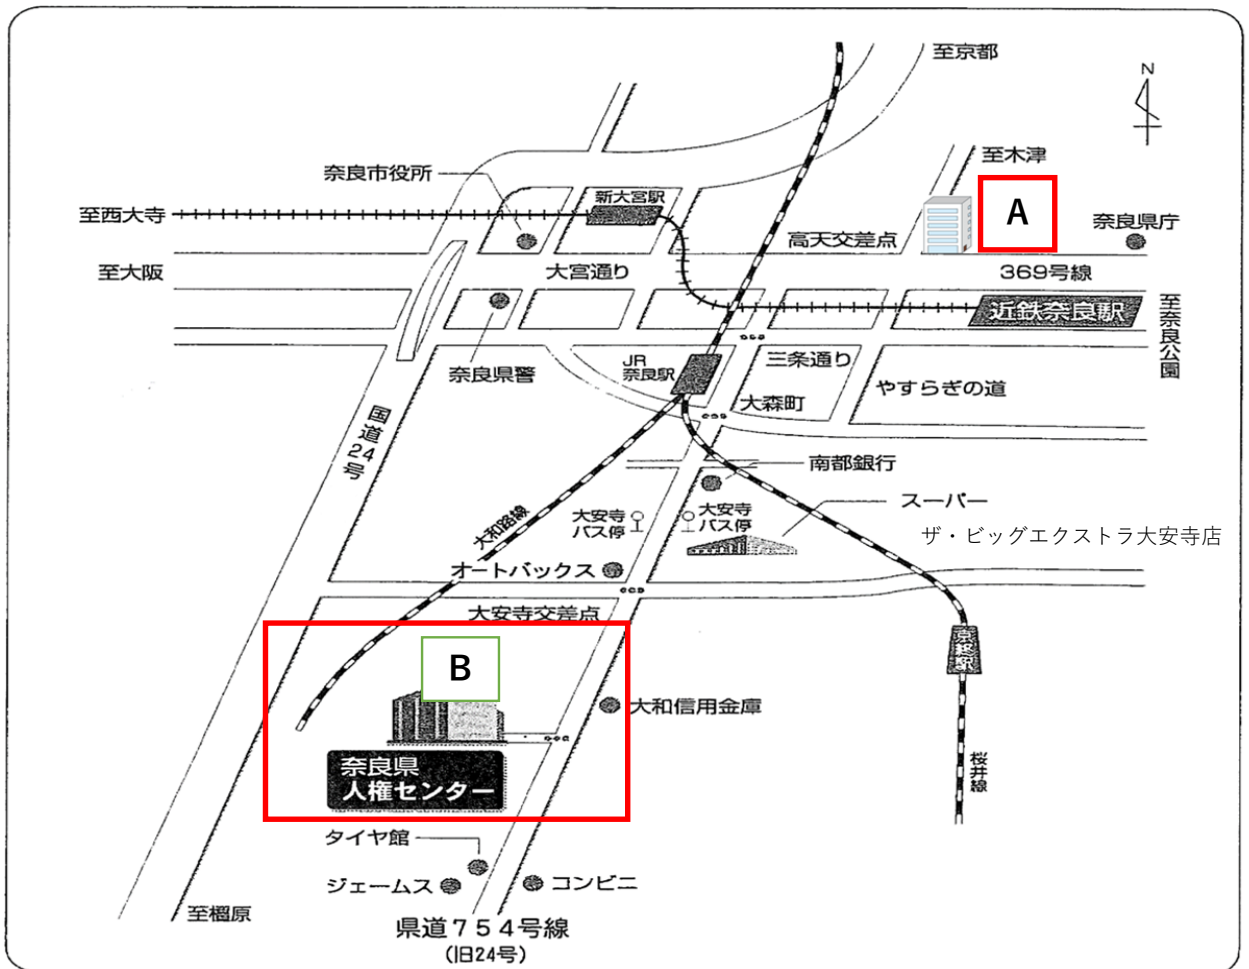 至京都
N
至木津
奈良市役所
新大宮駅
至西大寺
A
奈良県庁
高天交差点
至大阪
大宮通り
369号線
近鉄奈良駅
至奈良公園
JR
奈良駅
三条通り
奈良県警
大森町
やすらぎの道
国道24号
南都銀行
大安寺
バス停
大安寺
バス停
スーパー
大和路線
ザ・ビッグエクストラ大安寺店
オートバックス
大安寺交差点
B
京終駅
大和信用金庫
奈良県
人権センター
桜井線
タイヤ館
ジェームス
コンビニ
至橿原
県道754号線
(旧24号)